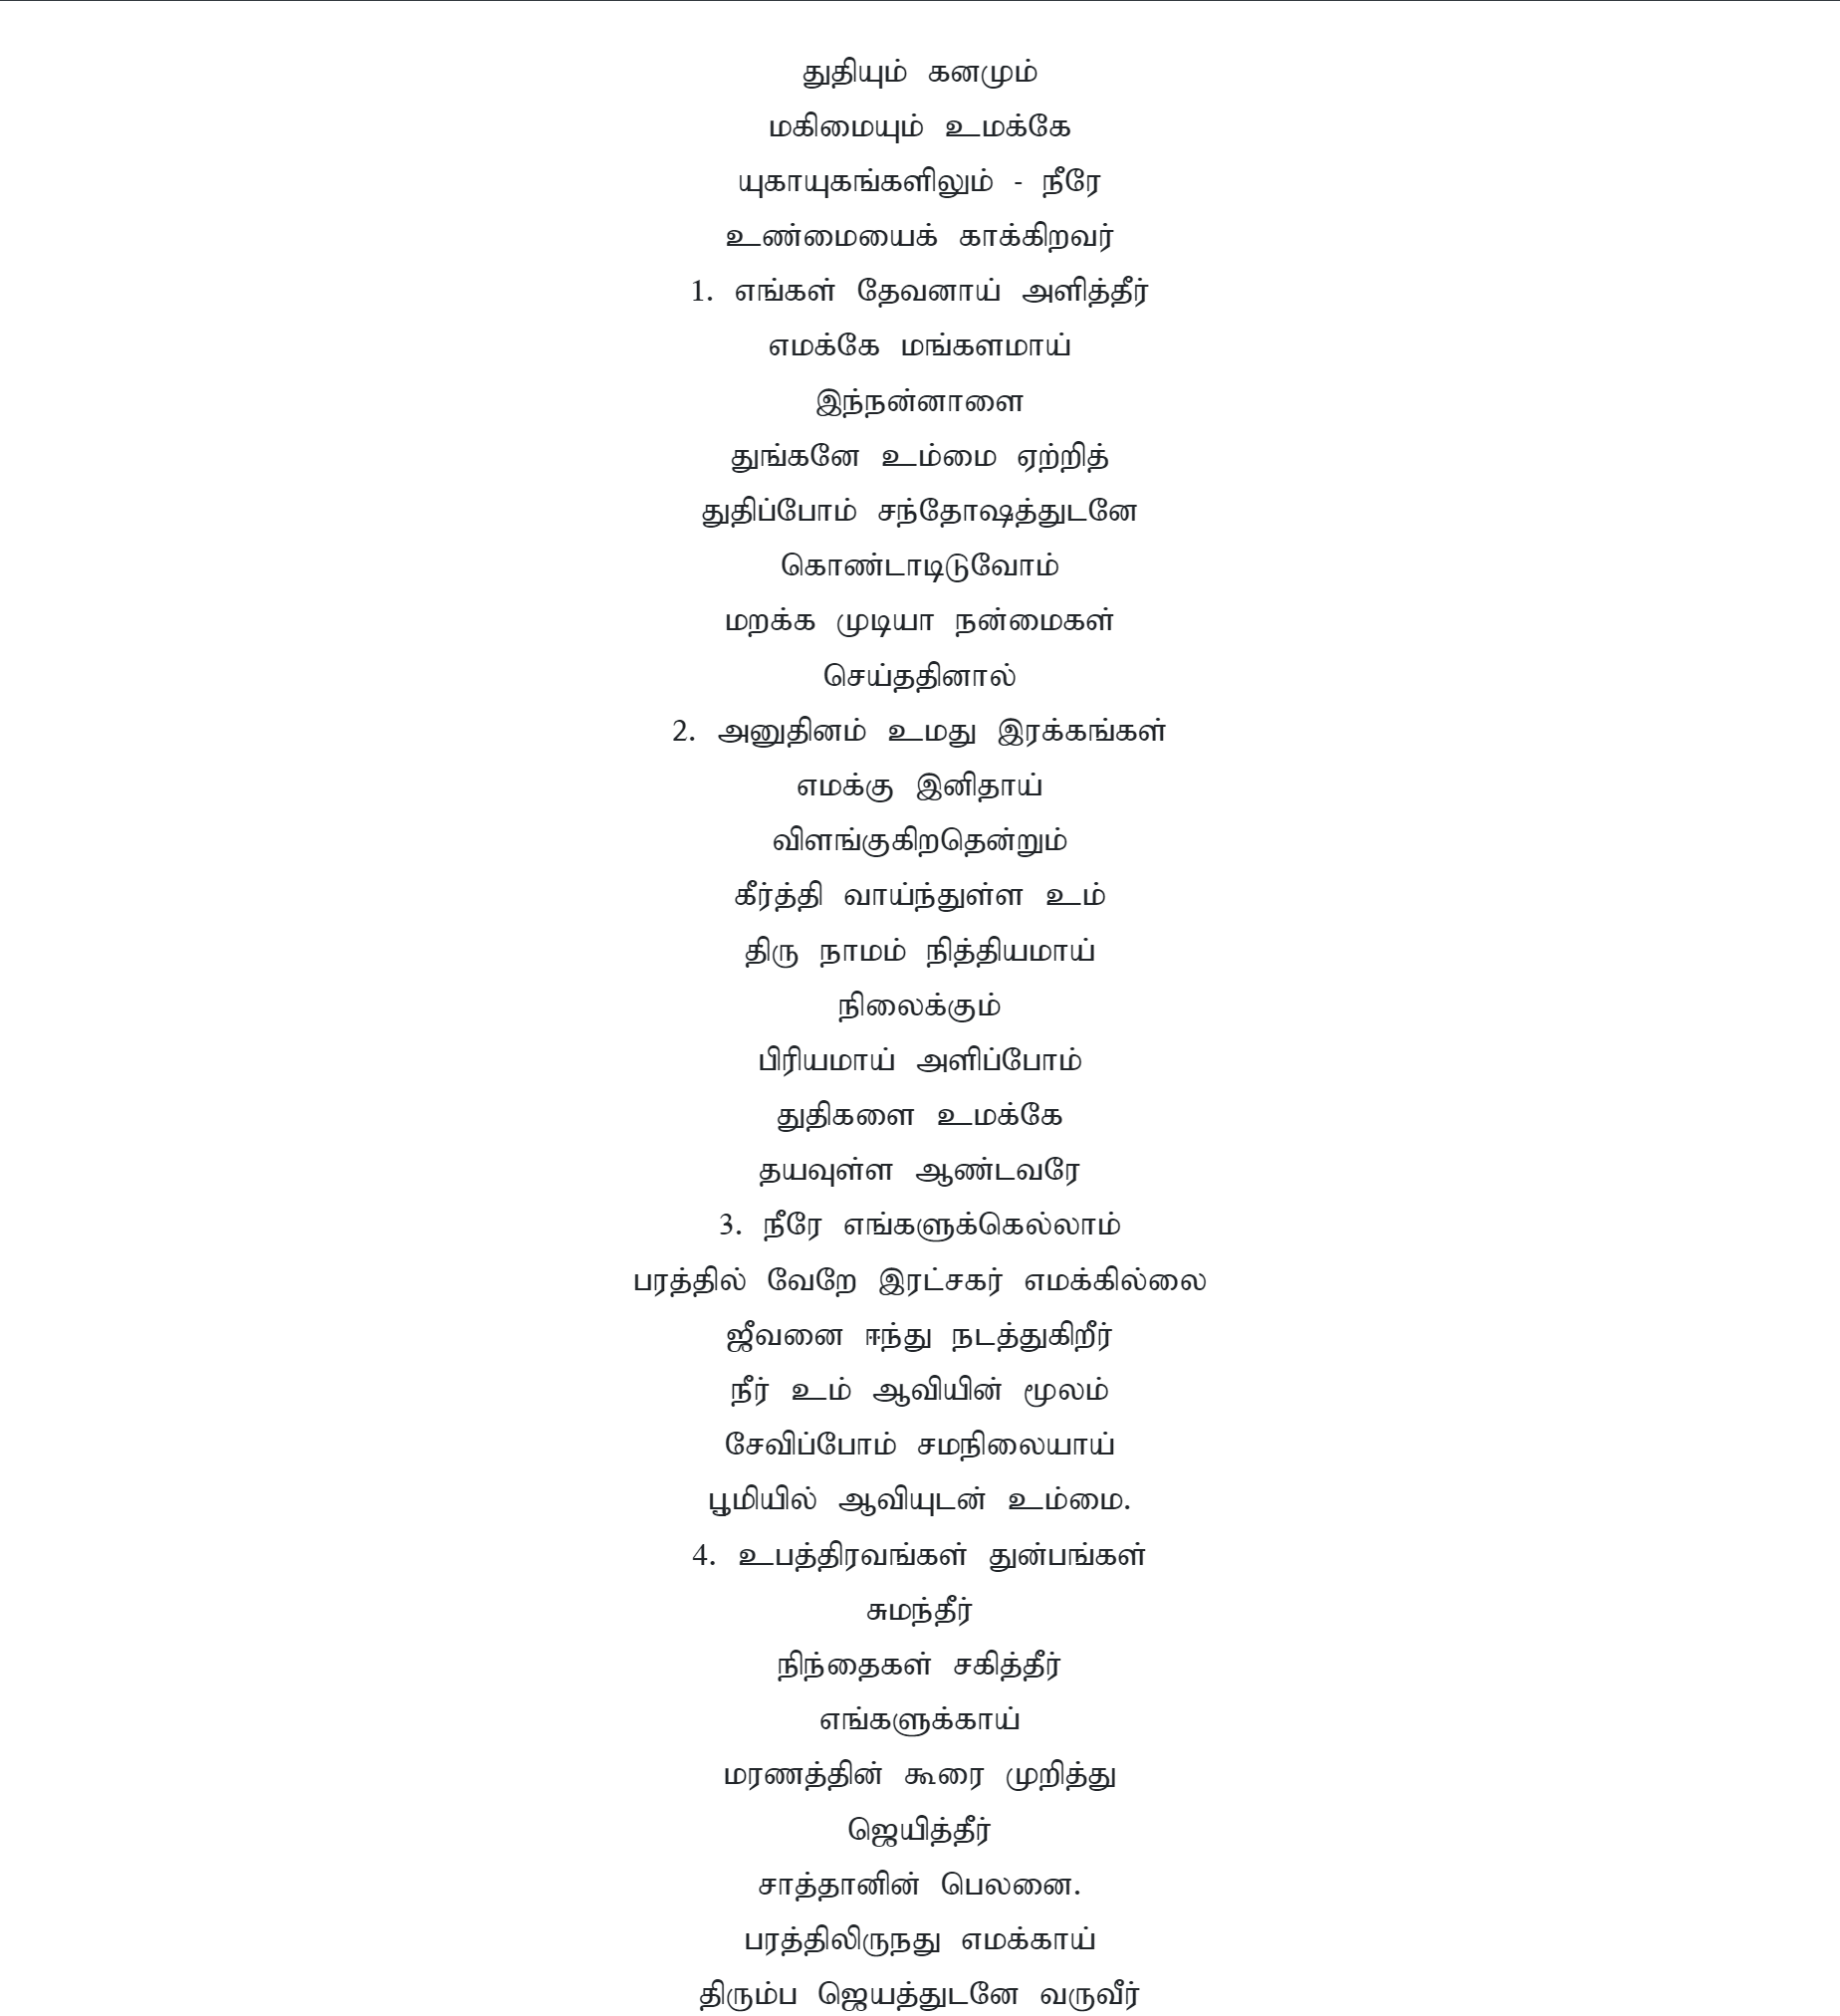 துதியும் கனமும்
மகிமையும் உமக்கே
யுகாயுகங்களிலும் - நீரே
உண்மையைக் காக்கிறவர்
1. எங்கள் தேவனாய் அளித்தீர்
எமக்கே மங்களமாய்
இந்நன்னாளை
துங்கனே உம்மை ஏற்றித்
துதிப்போம் சந்தோஷத்துடனே
கொண்டாடிடுவோம்
மறக்க முடியா நன்மைகள்
செய்ததினால்
2. அனுதினம் உமது இரக்கங்கள்
எமக்கு இனிதாய்
விளங்குகிறதென்றும்
கீர்த்தி வாய்ந்துள்ள உம்
திரு நாமம் நித்தியமாய்
நிலைக்கும்
பிரியமாய் அளிப்போம்
துதிகளை உமக்கே
தயவுள்ள ஆண்டவரே
3. நீரே எங்களுக்கெல்லாம்
பரத்தில் வேறே இரட்சகர் எமக்கில்லை
ஜீவனை ஈந்து நடத்துகிறீர்
நீர் உம் ஆவியின் மூலம்
சேவிப்போம் சமநிலையாய்
பூமியில் ஆவியுடன் உம்மை.
4. உபத்திரவங்கள் துன்பங்கள்
சுமந்தீர்
நிந்தைகள் சகித்தீர்
எங்களுக்காய்
மரணத்தின் கூரை முறித்து
ஜெயித்தீர்
சாத்தானின் பெலனை.
பரத்திலிருநது எமக்காய்
திரும்ப ஜெயத்துடனே வருவீர்